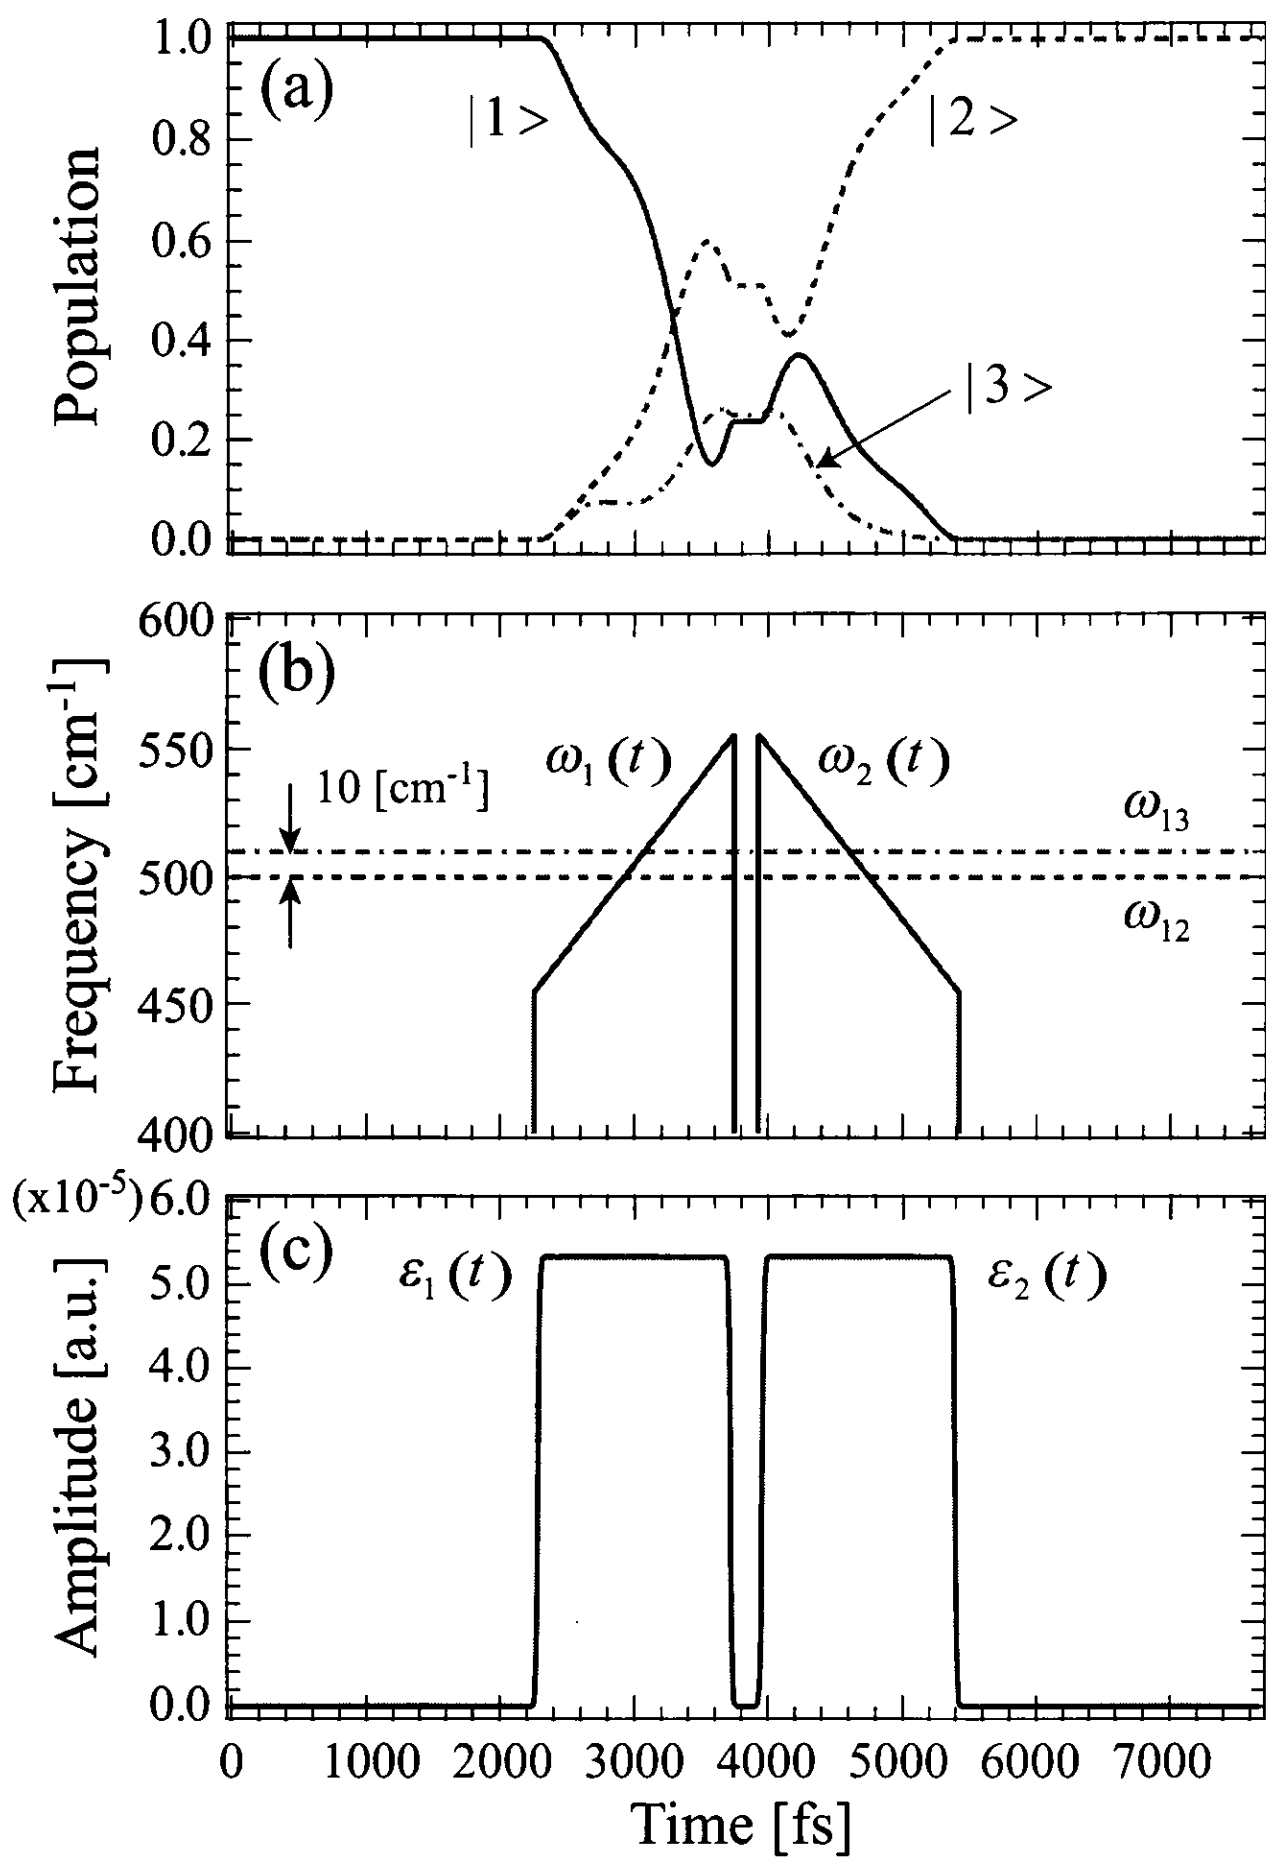 1.0
(a)
|1>
|2>
0.8
0.6
0.4
|3>
0.2
0.0
Population
600
(b)
550
ω₁(t)
ω₂(t)
10 [cm⁻¹]
ω₁₃
500
ω₁₂
450
400
Frequency [cm⁻¹]
(x10⁻⁵)
6.0
(c)
ε₁(t)
ε₂(t)
5.0
4.0
3.0
2.0
1.0
0.0
Amplitude [a.u.]
0 1000 2000 3000 4000 5000 6000 7000
Time [fs]